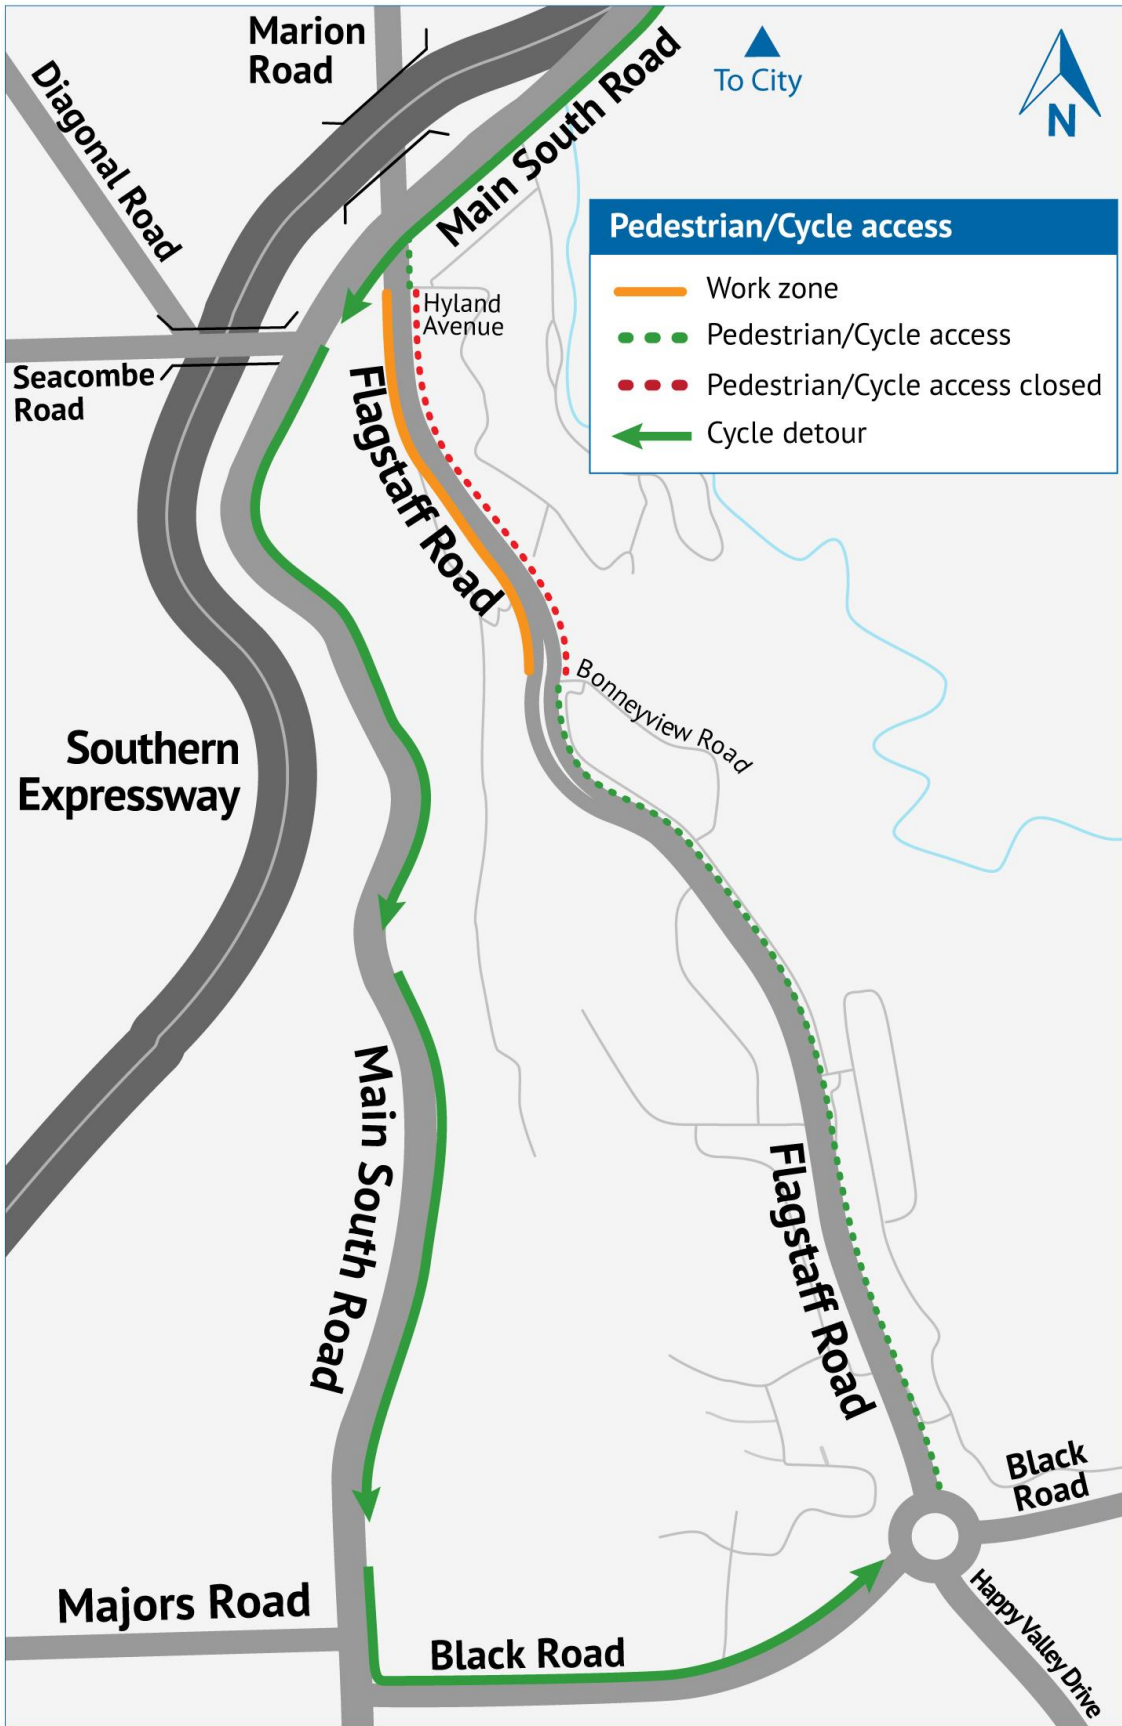 Marion
Road
To City
N
Diagonal Road
Main South Road
Pedestrian/Cycle access
Work zone
Pedestrian/Cycle access
Pedestrian/Cycle access closed
Cycle detour
Hyland
Avenue
Seacombe
Road
Flagstaff Road
Bonneyview Road
Southern
Expressway
Main South Road
Flagstaff Road
Black
Road
Majors Road
Black Road
Happy Valley Drive